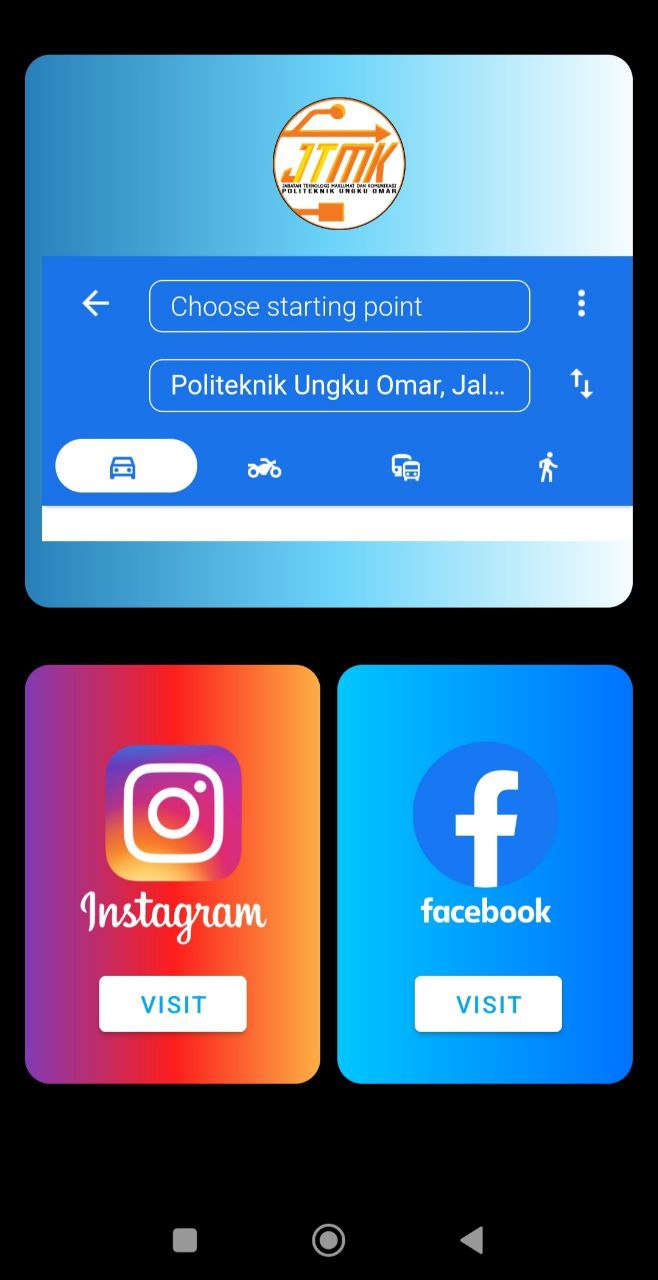 JTMK
JABATAN TEKNOLOGI MAKLUMAT DAN KOMUNIKASI
POLITEKNIK UNGKU OMAR
Choose starting point
Politeknik Ungku Omar, Jal...
Instagram
facebook
VISIT
VISIT